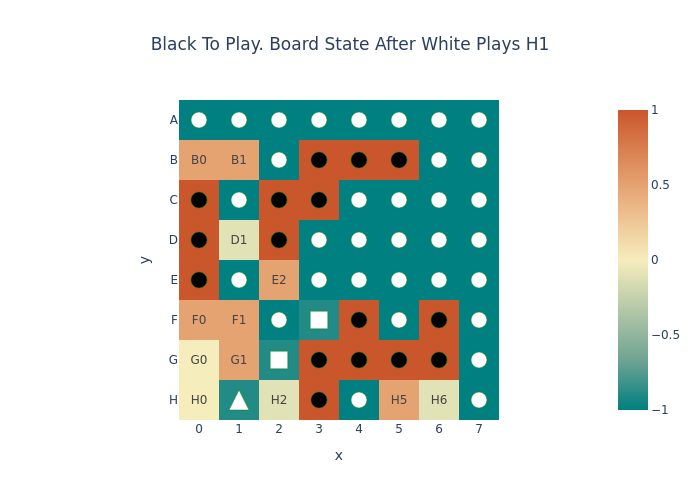 Black To Play. Board State After White Plays H1
A
B B0 B1
C
D D1
E E2
F F0 F1
G G0 G1
H H0 H2 H5 H6
0 1 2 3 4 5 6 7
x
y
1
0.5
0
−0.5
−1